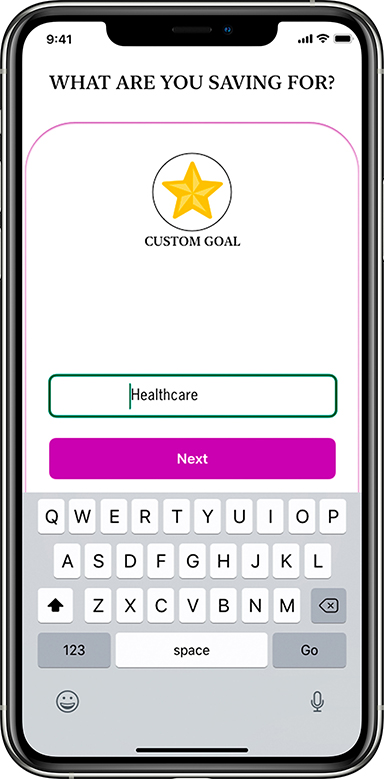 9:41
WHAT ARE YOU SAVING FOR?
CUSTOM GOAL
Healthcare
Next
Q W E R T Y U I O P
A S D F G H J K L
Z X C V B N M
123 space Go